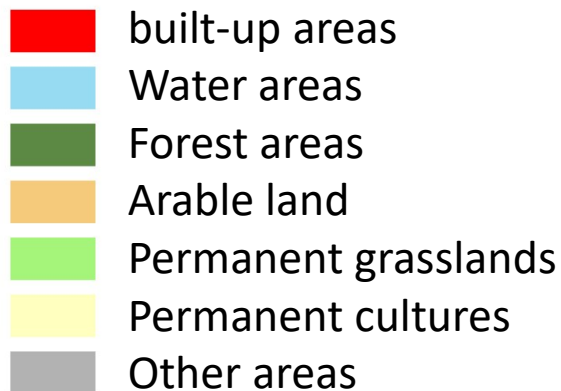 built-up areas
Water areas
Forest areas
Arable land
Permanent grasslands
Permanent cultures
Other areas